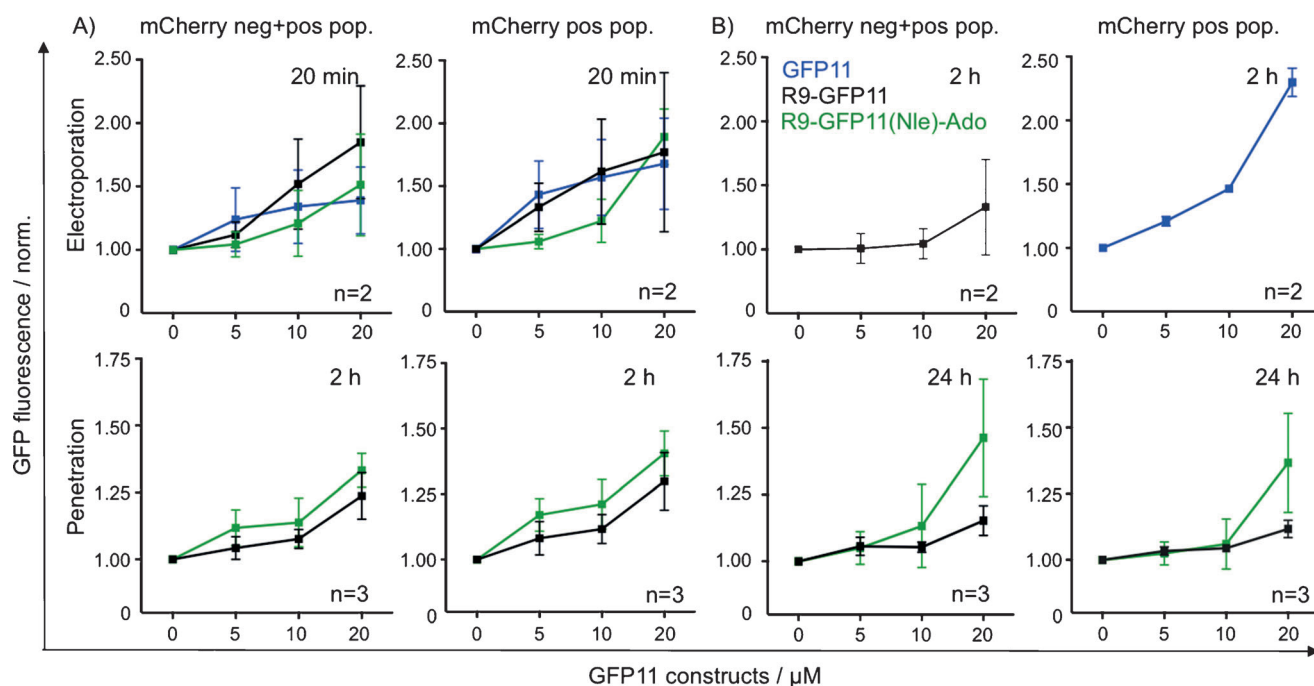 A)
mCherry neg+pos pop.
mCherry pos pop.
B)
mCherry neg+pos pop.
mCherry pos pop.
GFP fluorescence / norm.
Electroporation
2.50
2.00
1.50
1.00
0
20 min
n=2
0 5 10 20
2.50
2.00
1.50
1.00
0
20 min
n=2
0 5 10 20
2.50
2.00
1.50
1.00
0
GFP11
R9-GFP11
R9-GFP11(Nle)-Ado
2 h
n=2
0 5 10 20
2.50
2.00
1.50
1.00
0
2 h
n=2
0 5 10 20
Penetration
1.75
1.50
1.25
1.00
0
2 h
n=3
0 5 10 20
1.75
1.50
1.25
1.00
0
2 h
n=3
0 5 10 20
1.75
1.50
1.25
1.00
0
24 h
n=3
0 5 10 20
1.75
1.50
1.25
1.00
0
24 h
n=3
0 5 10 20
GFP11 constructs / µM